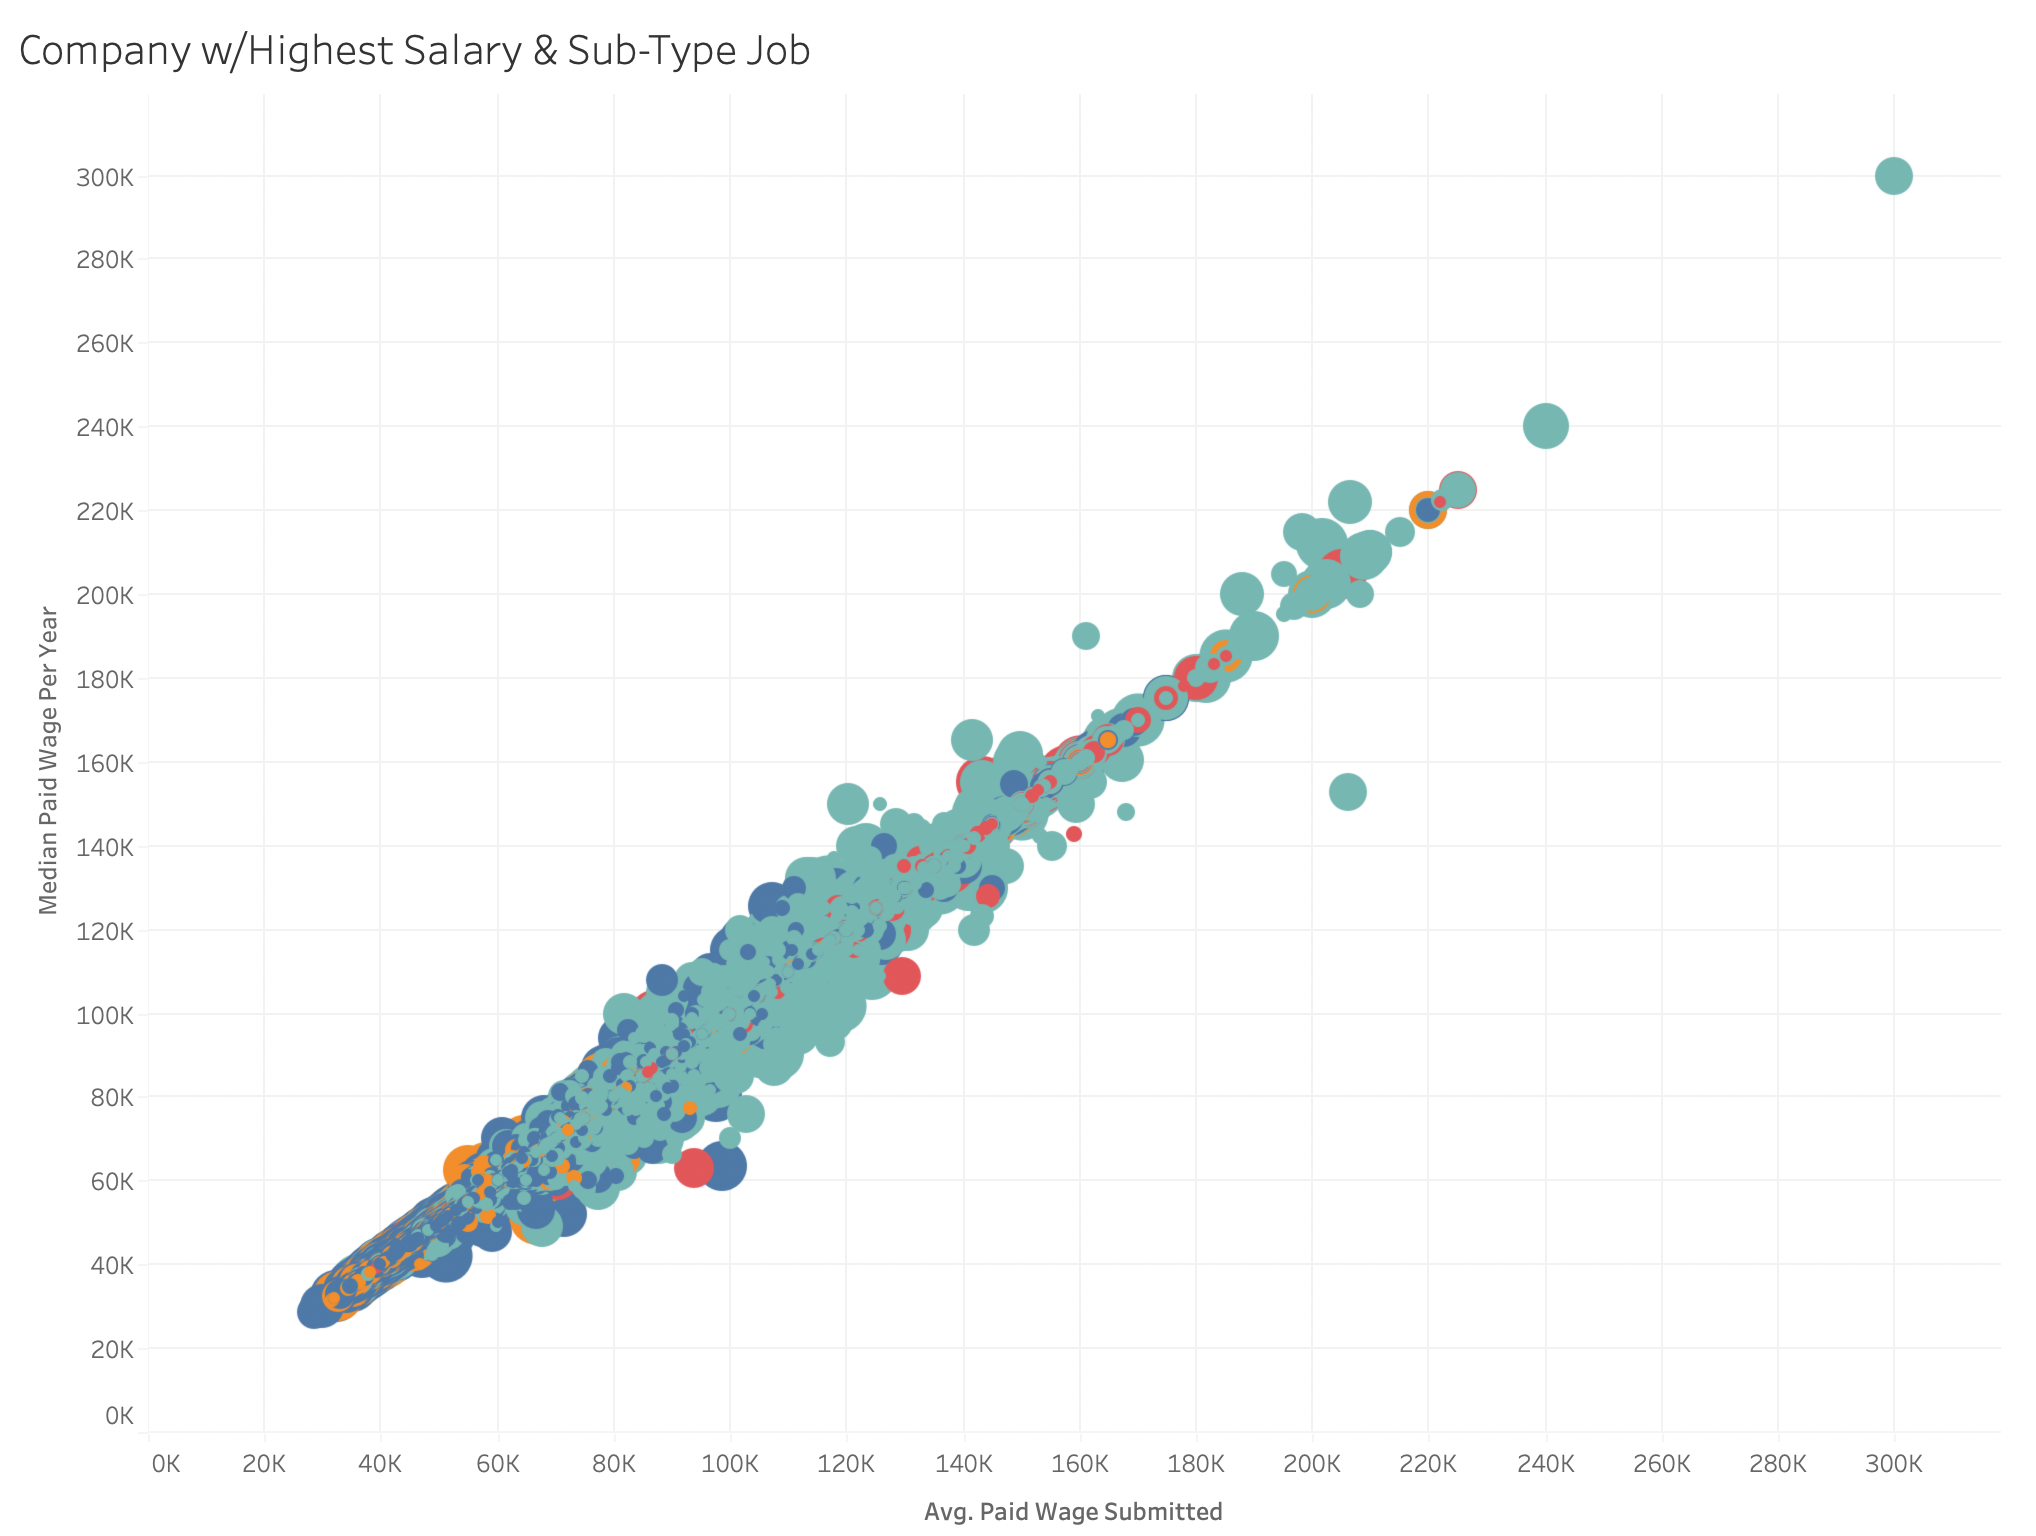 Company w/Highest Salary & Sub-Type Job
300K
280K
260K
240K
220K
200K
180K
160K
140K
120K
100K
80K
60K
40K
20K
0K
Median Paid Wage Per Year
0K 20K 40K 60K 80K 100K 120K 140K 160K 180K 200K 220K 240K 260K 280K 300K
Avg. Paid Wage Submitted